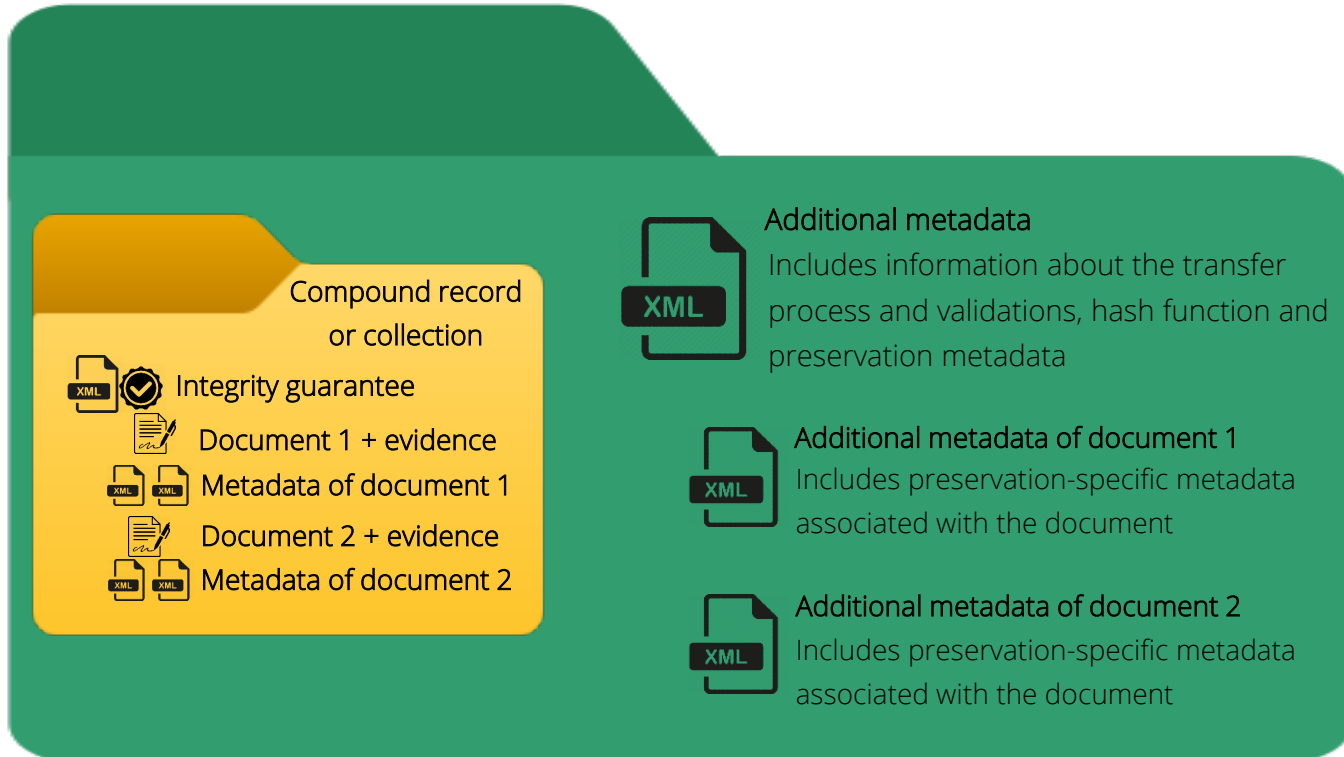 Compound record
or collection
XML
Integrity guarantee
Document 1 + evidence
XML XML
Metadata of document 1
Document 2 + evidence
XML XML
Metadata of document 2
XML
Additional metadata
Includes information about the transfer
process and validations, hash function and
preservation metadata
XML
Additional metadata of document 1
Includes preservation-specific metadata
associated with the document
XML
Additional metadata of document 2
Includes preservation-specific metadata
associated with the document